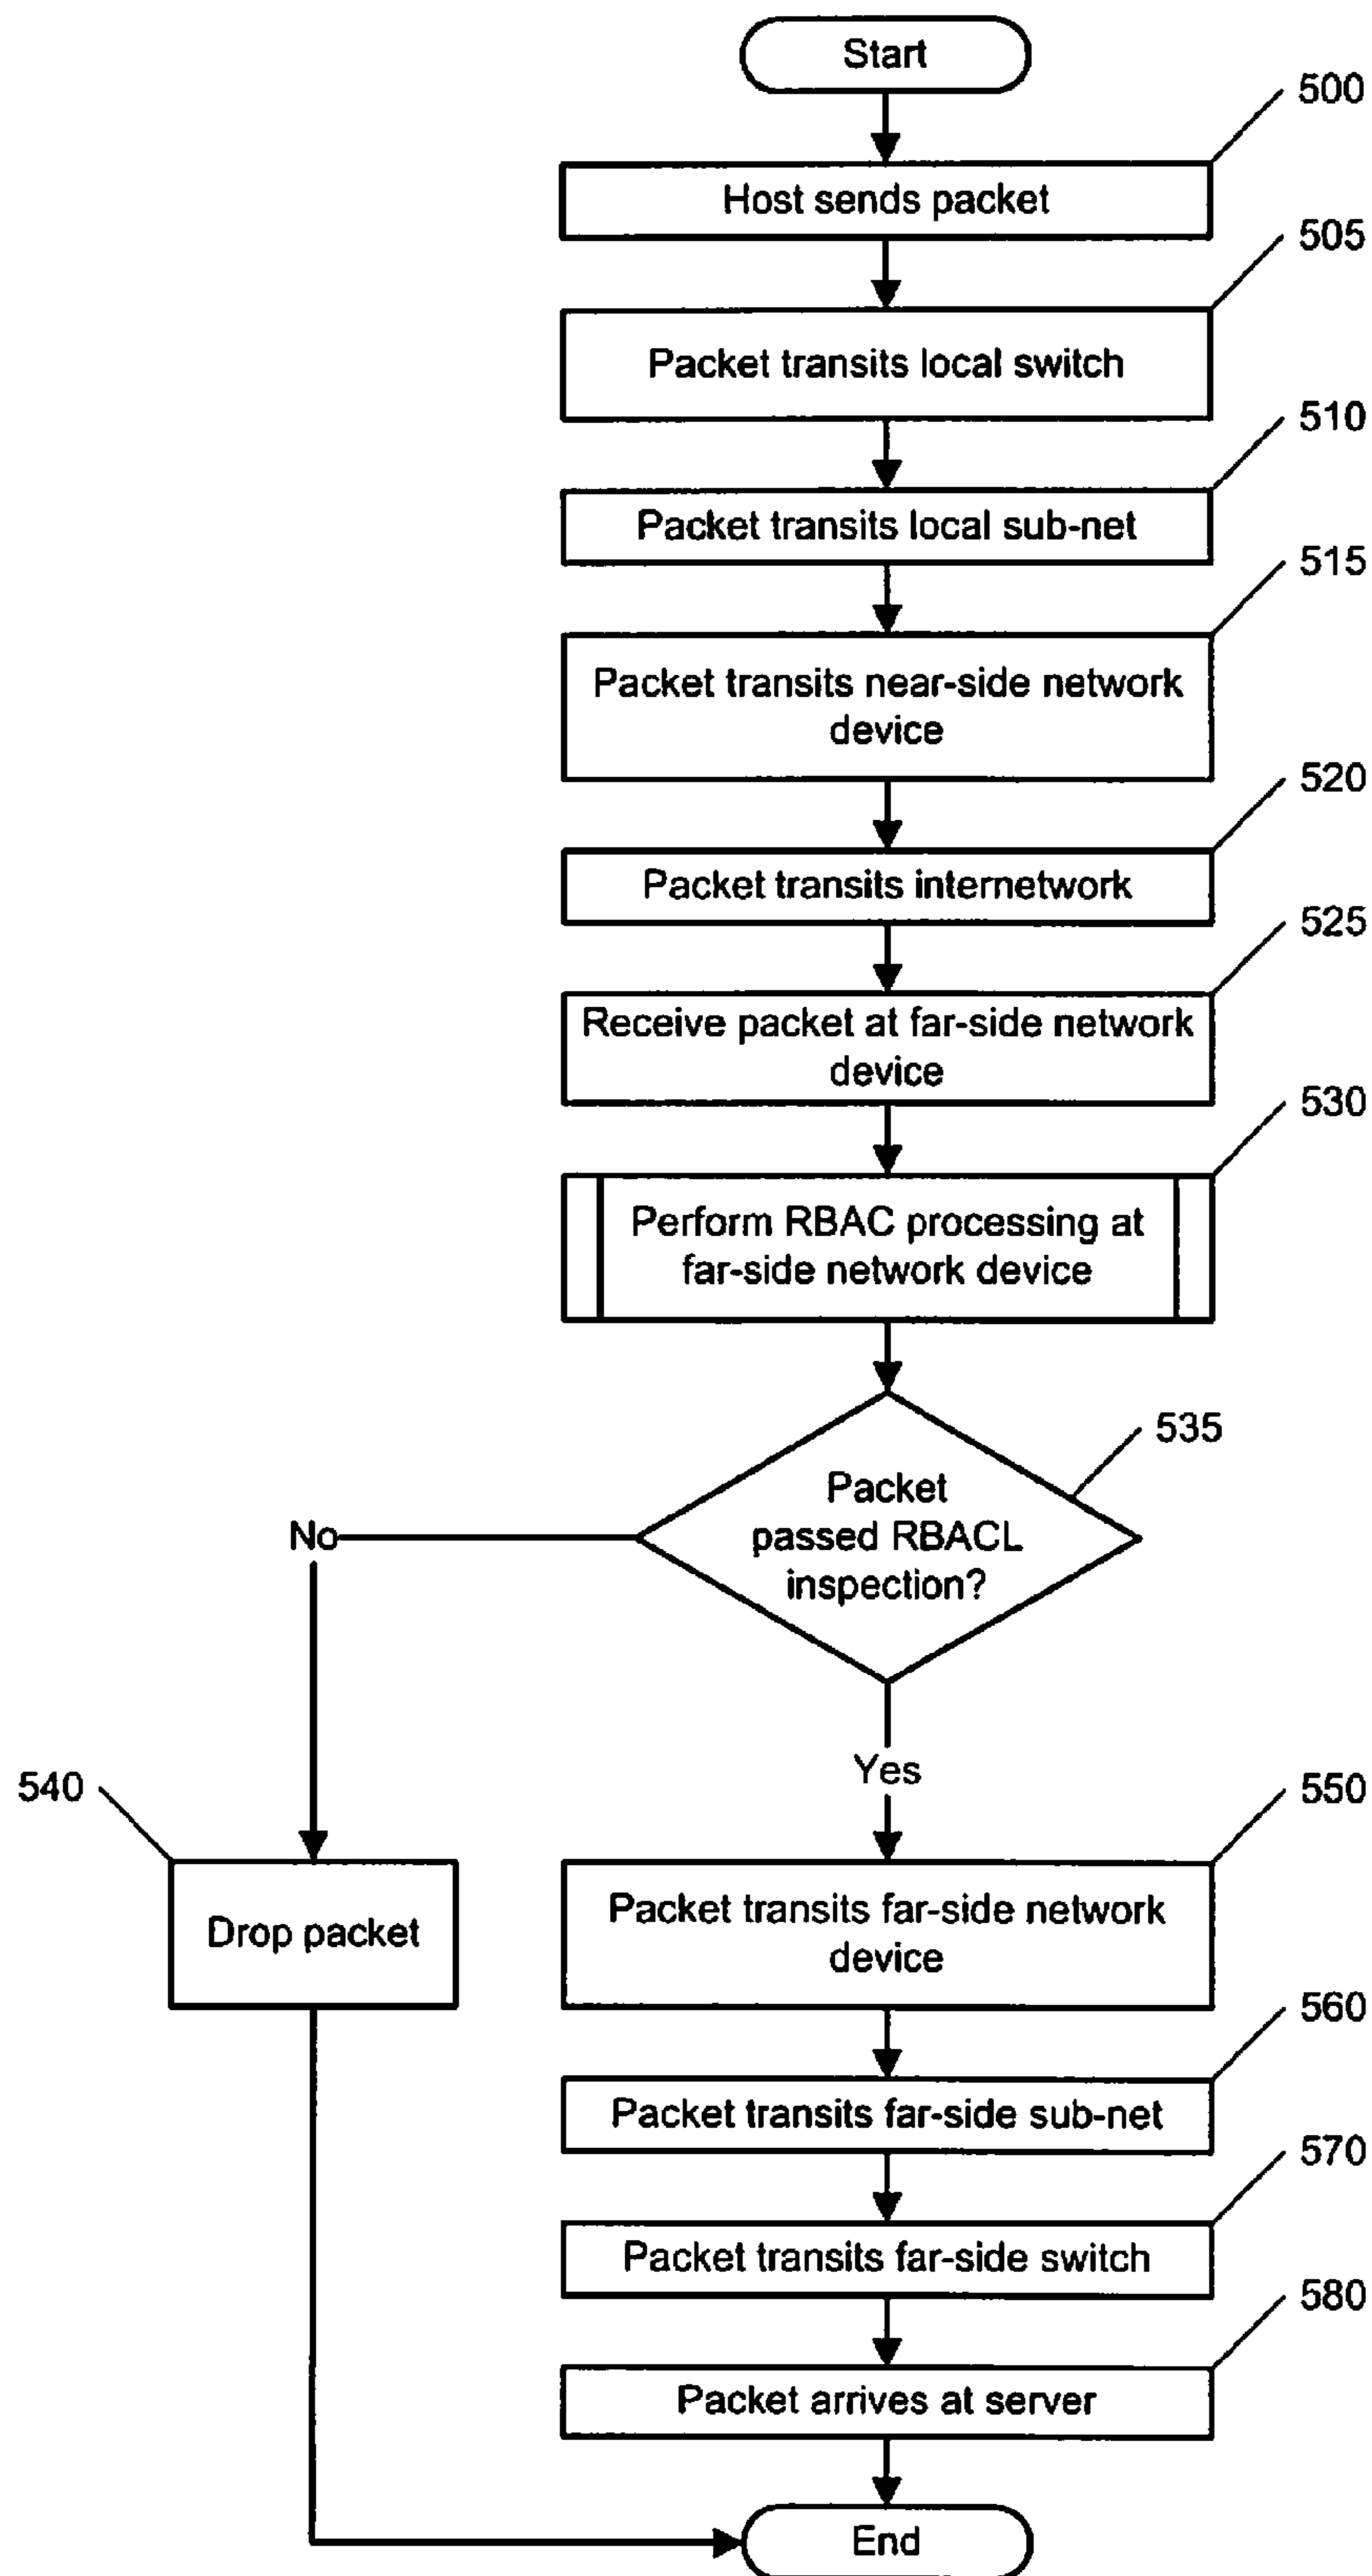 Start
500
Host sends packet
505
Packet transits local switch
510
Packet transits local sub-net
515
Packet transits near-side network
device
520
Packet transits internetwork
525
Receive packet at far-side network
device
530
Perform RBAC processing at
far-side network device
535
Packet
passed RBACL
inspection?
No
Yes
540
Drop packet
550
Packet transits far-side network
device
560
Packet transits far-side sub-net
570
Packet transits far-side switch
580
Packet arrives at server
End